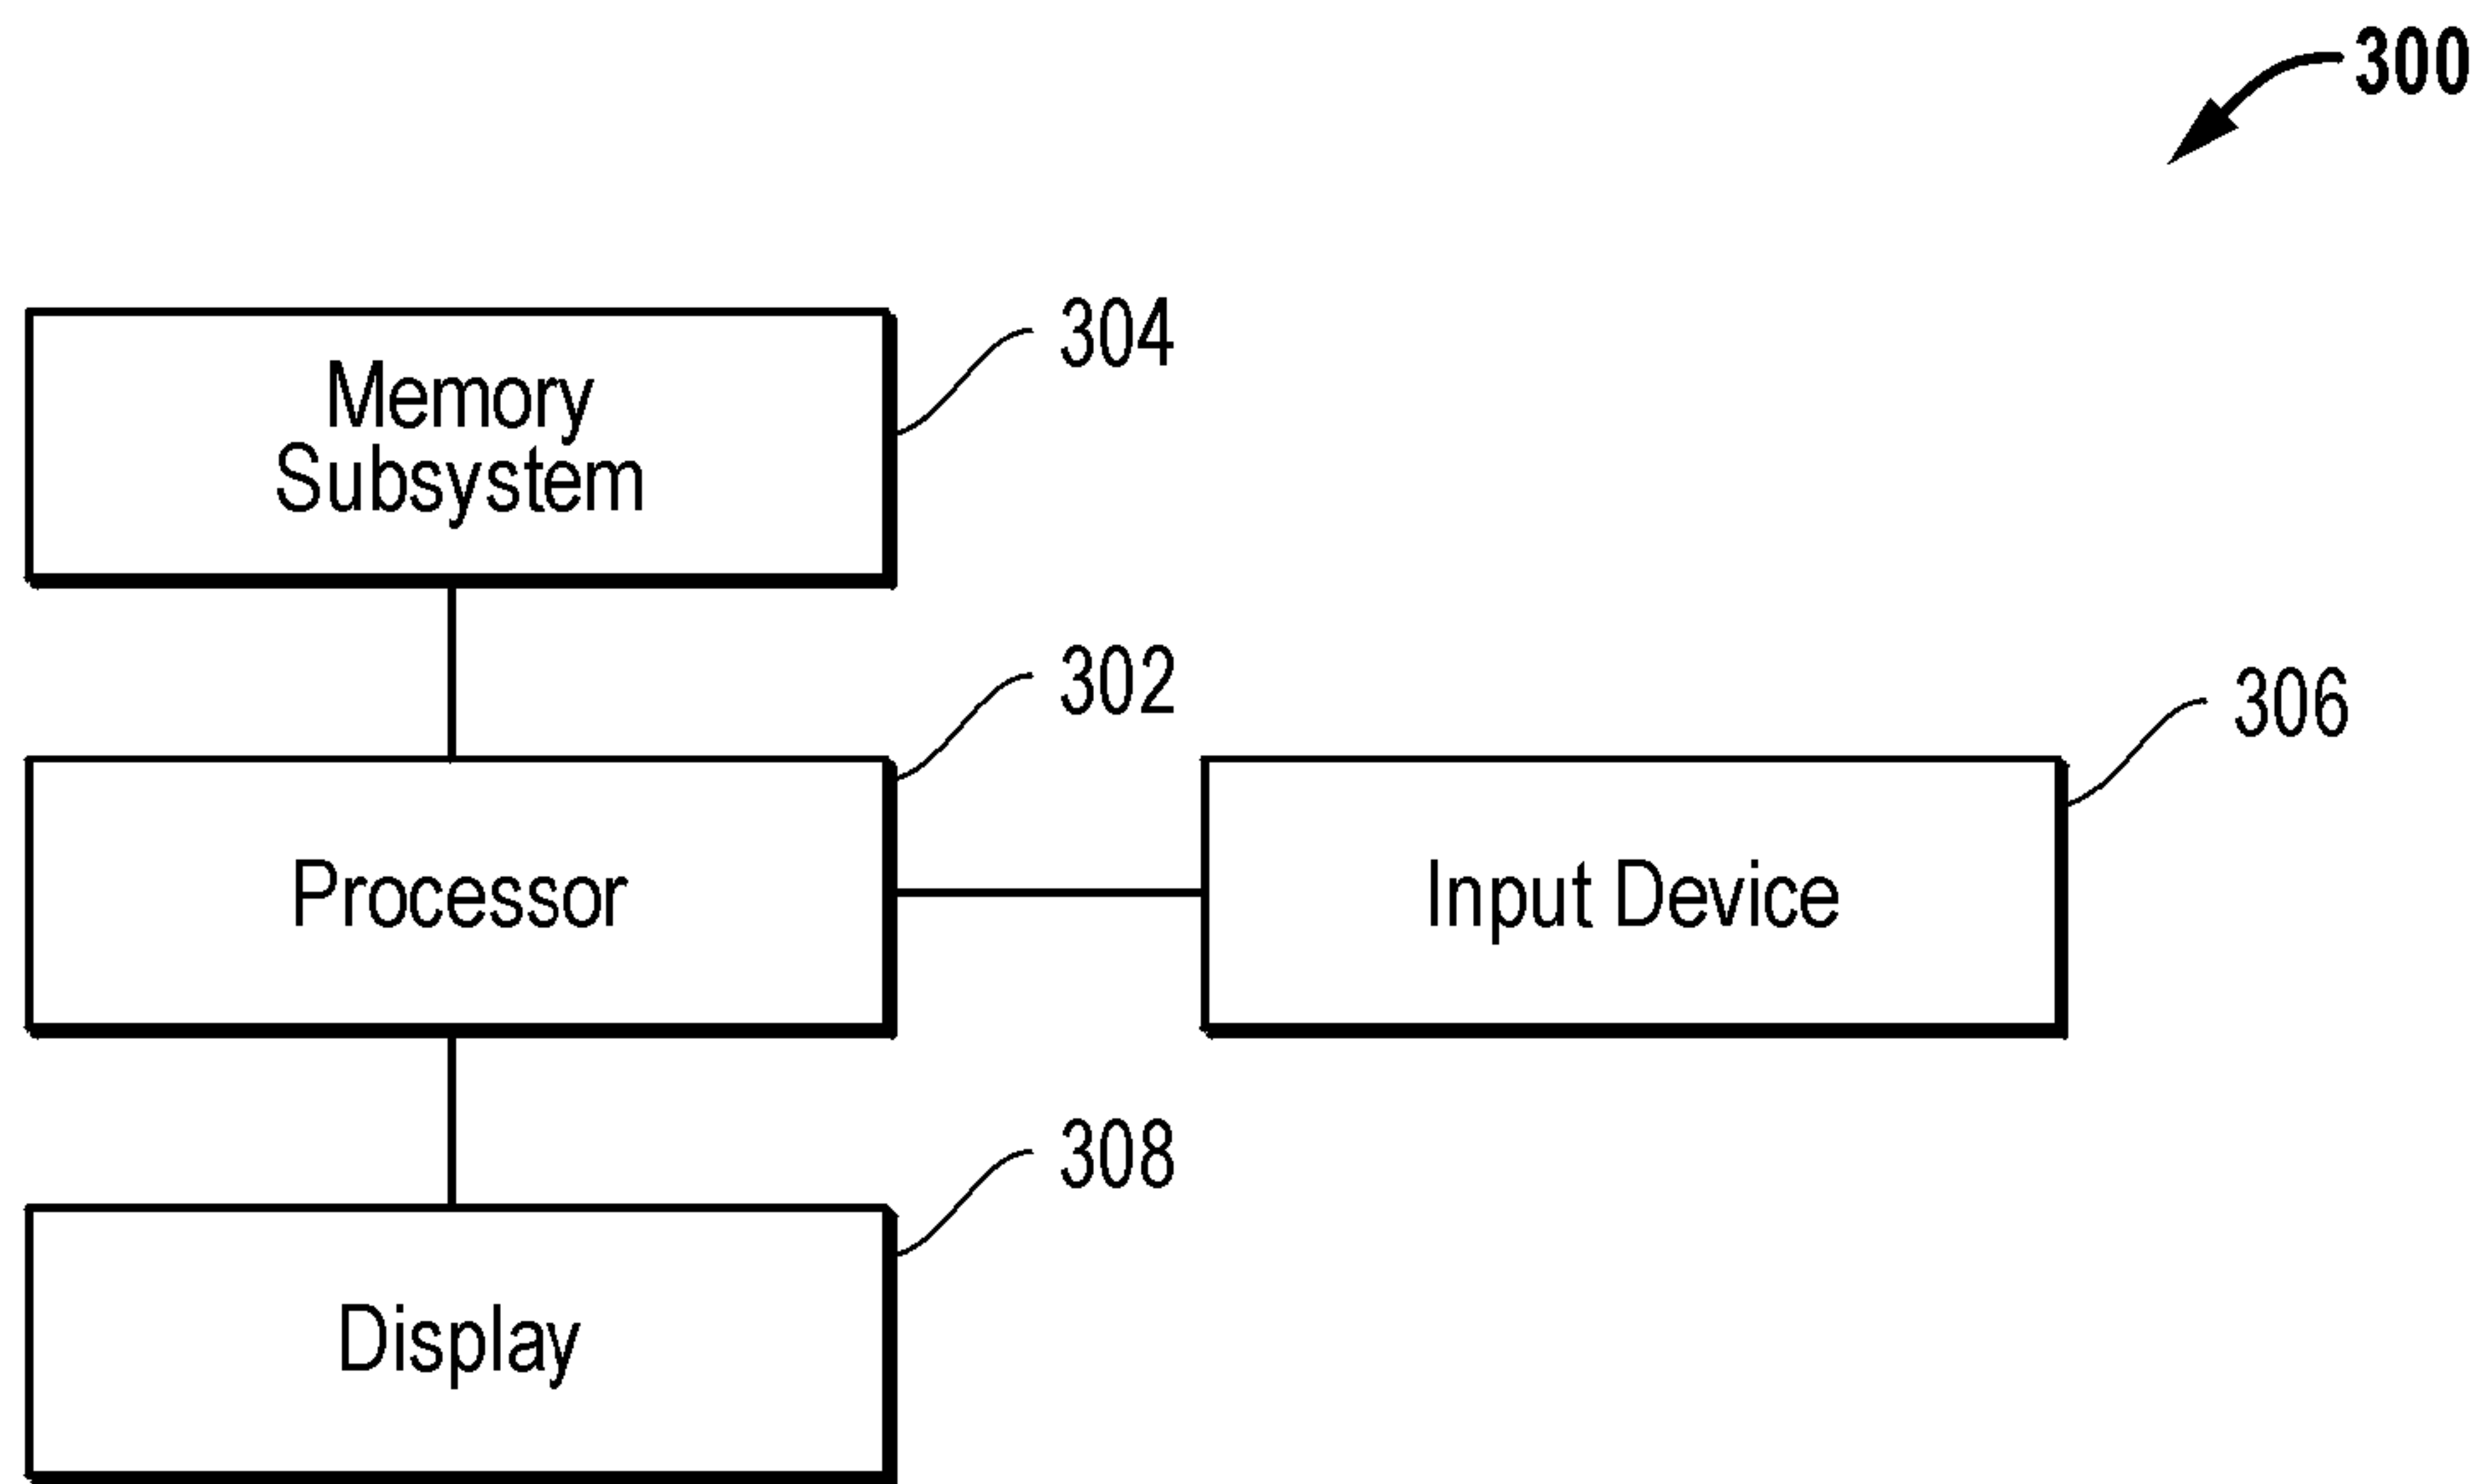 300
304
Memory
Subsystem
302
306
Processor
Input Device
308
Display